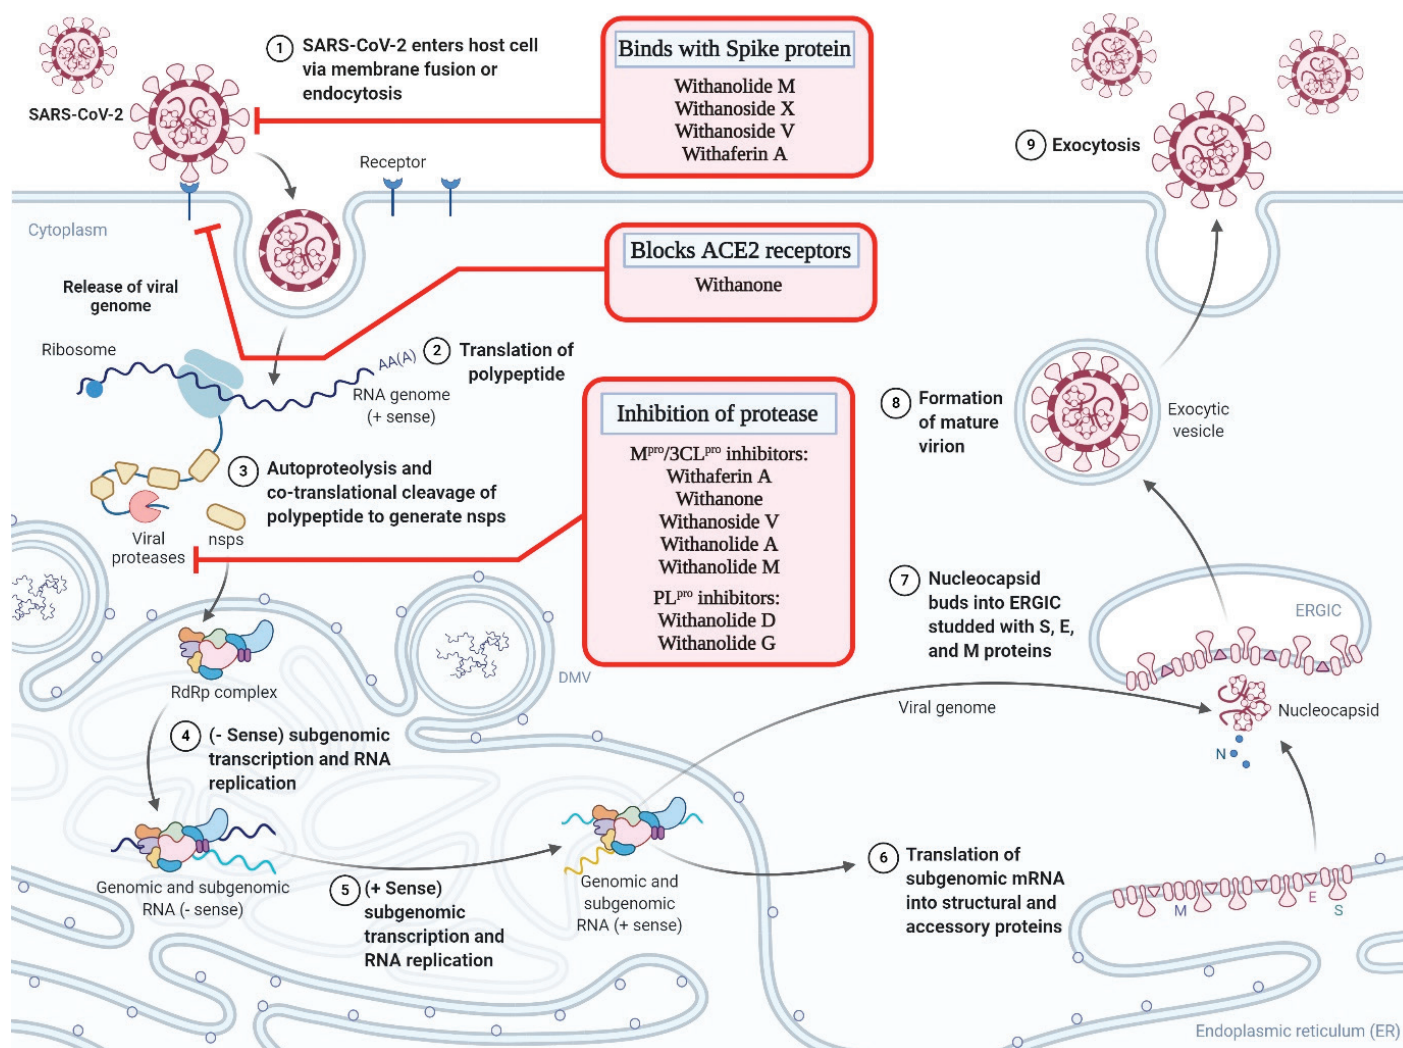 1 SARS-CoV-2 enters host cell
via membrane fusion or
endocytosis
SARS-CoV-2
Binds with Spike protein
Withanolide M
Withanoside X
Withanoside V
Withaferin A
9 Exocytosis
Receptor
Cytoplasm
Blocks ACE2 receptors
Withanone
Release of viral
genome
Ribosome
AA(A)
RNA genome
(+ sense)
2 Translation of
polypeptide
Inhibition of protease
Mpro/3CLpro inhibitors:
Withaferin A
Withanone
Withanoside V
Withanolide A
Withanolide M
PLpro inhibitors:
Withanolide D
Withanolide G
8 Formation
of mature
virion
Exocytic
vesicle
3 Autoproteolysis and
co-translational cleavage of
polypeptide to generate nsps
Viral
proteases
nsps
7 Nucleocapsid
buds into ERGIC
studded with S, E,
and M proteins
ERGIC
RdRp complex
DMV
Viral genome
Nucleocapsid
N
4 (- Sense) subgenomic
transcription and RNA
replication
Genomic and subgenomic
RNA (- sense)
5 (+ Sense)
subgenomic
transcription and
RNA replication
Genomic and
subgenomic
RNA (+ sense)
6 Translation of
subgenomic mRNA
into structural and
accessory proteins
M
E
S
Endoplasmic reticulum (ER)